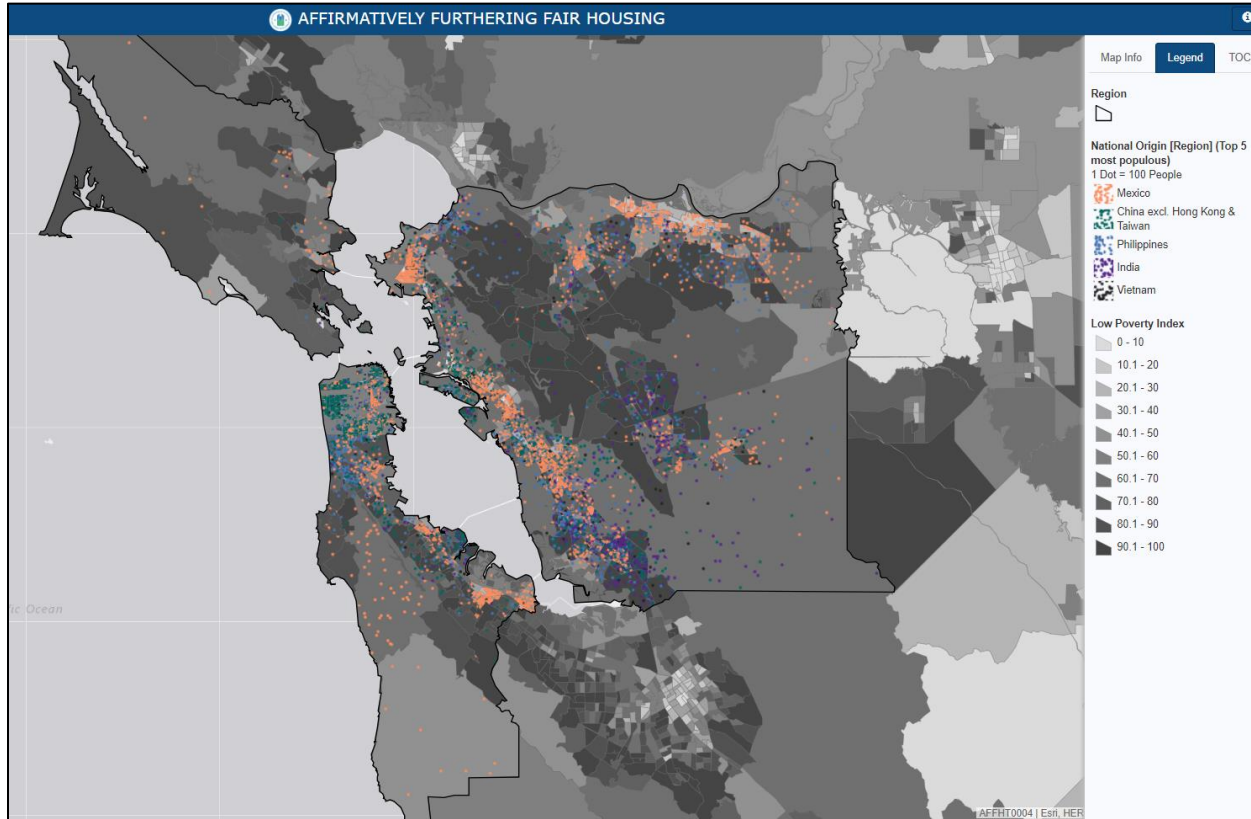 AFFIRMATIVELY FURTHERING FAIR HOUSING
Map Info Legend TOC
Region
National Origin [Region] (Top 5
most populous)
1 Dot = 100 People
Mexico
China excl. Hong Kong &
Taiwan
Philippines
India
Vietnam
Low Poverty Index
0 - 10
10.1 - 20
20.1 - 30
30.1 - 40
40.1 - 50
50.1 - 60
60.1 - 70
70.1 - 80
80.1 - 90
90.1 - 100
fic Ocean
AFFHT0004 | Esri, HER